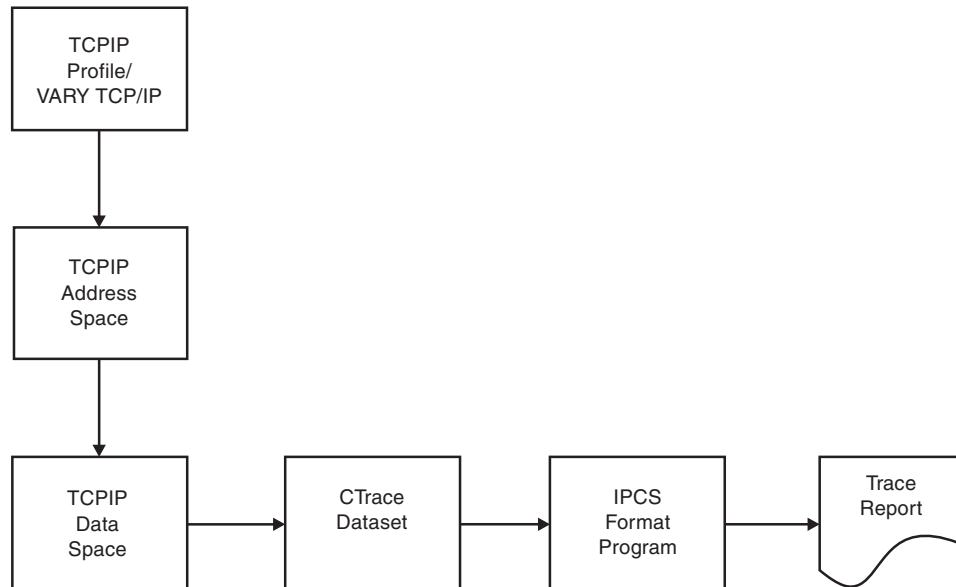 TCPIP
Profile/
VARY TCP/IP
TCPIP
Address
Space
TCPIP
Data
Space
CTrace
Dataset
IPCS
Format
Program
Trace
Report